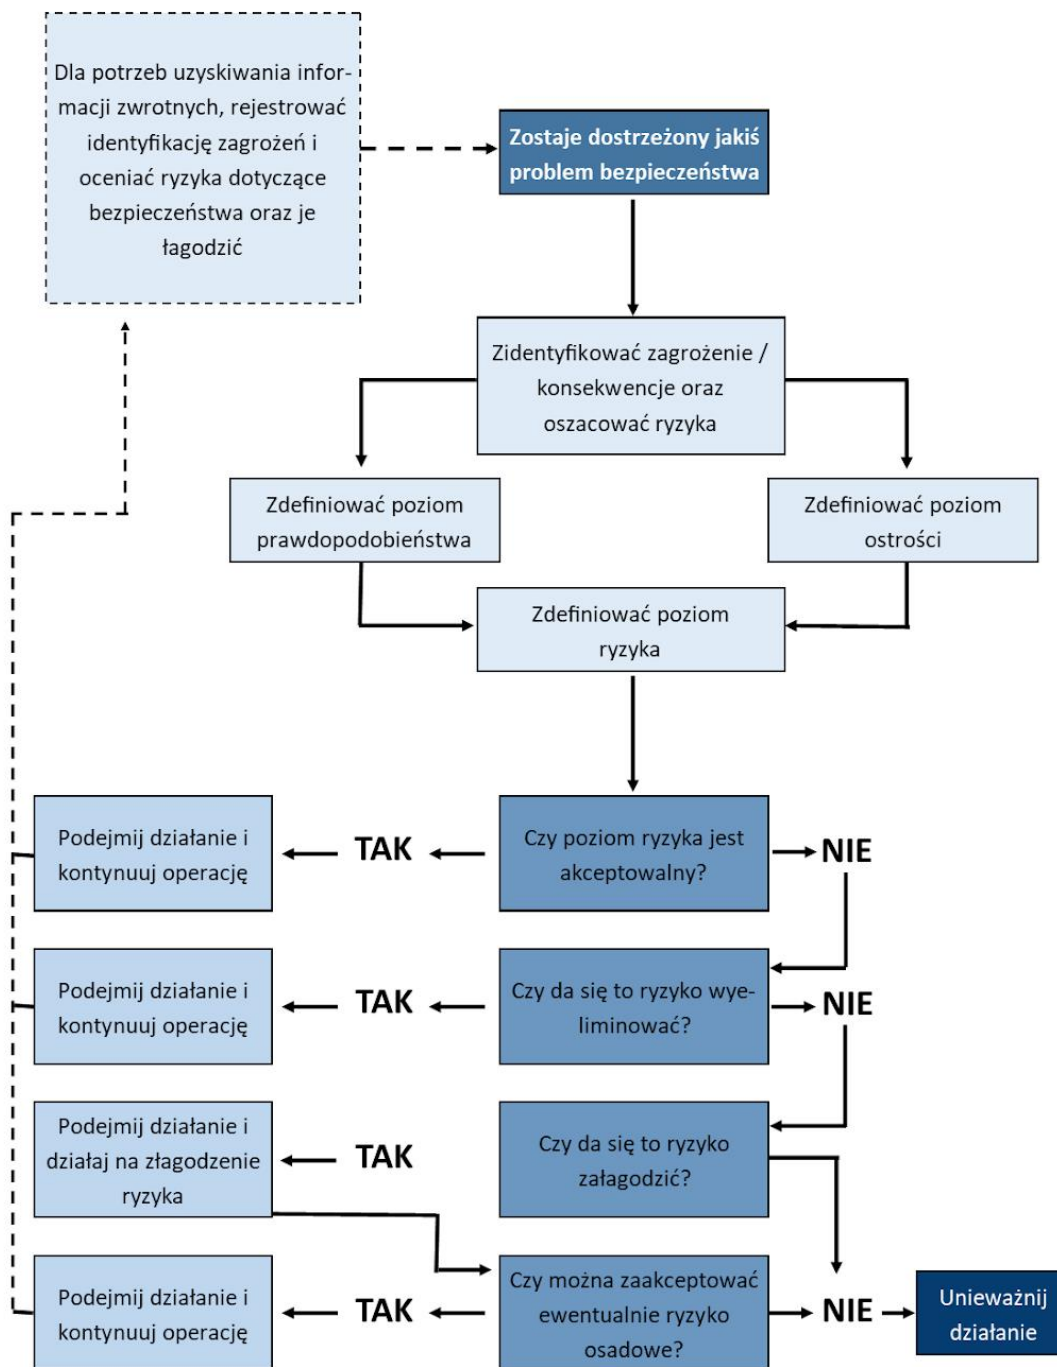 Dla potrzeb uzyskiwania infor-
macji zwrotnych, rejestrować
identyfikację zagrożeń i
oceniać ryzyka dotyczące
bezpieczeństwa oraz je
łagodzić
Zostaje dostrzeżony jakiś
problem bezpieczeństwa
Zidentyfikować zagrożenie /
konsekwencje oraz
oszacować ryzyka
Zdefiniować poziom
prawdopodobieństwa
Zdefiniować poziom
ostrości
Zdefiniować poziom
ryzyka
Podejmij działanie i
kontynuuj operację
TAK
Czy poziom ryzyka jest
akceptowalny?
NIE
Podejmij działanie i
kontynuuj operację
TAK
Czy da się to ryzyko wye-
liminować?
NIE
Podejmij działanie i
działaj na złagodzenie
ryzyka
TAK
Czy da się to ryzyko
załagodzić?
Podejmij działanie i
kontynuuj operację
TAK
Czy można zaakceptować
ewentualnie ryzyko
osadowe?
NIE
Unieważnij
działanie